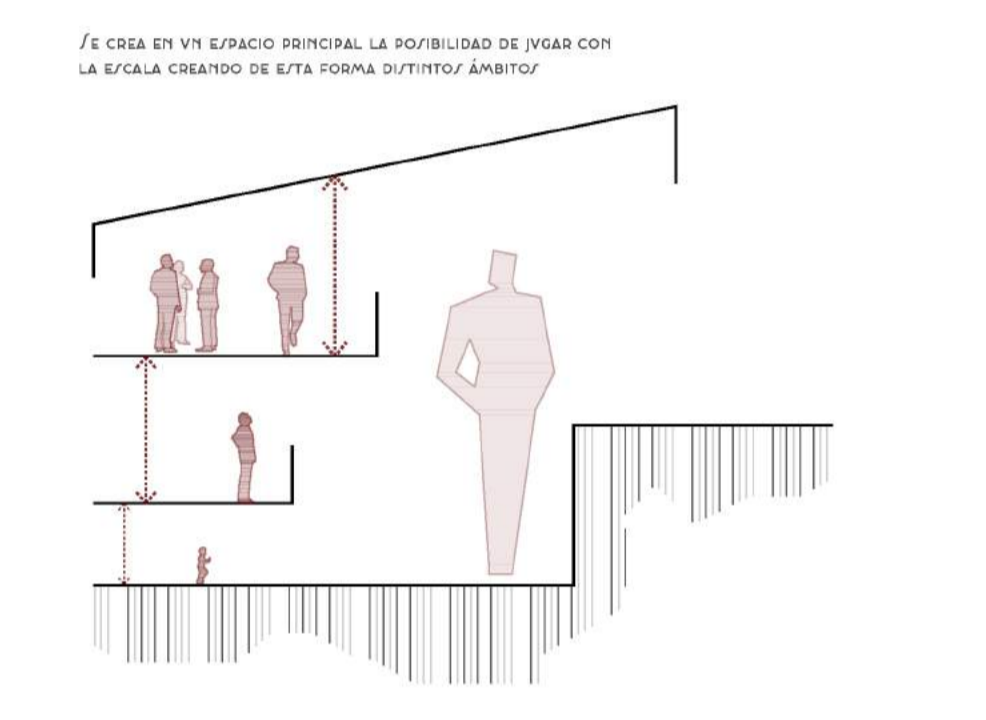 SE CREA EN VN ESPACIO PRINCIPAL LA POSIBILIDAD DE JVGAR CON
LA ESCALA CREANDO DE ESTA FORMA DISTINTOS ÁMBITOS